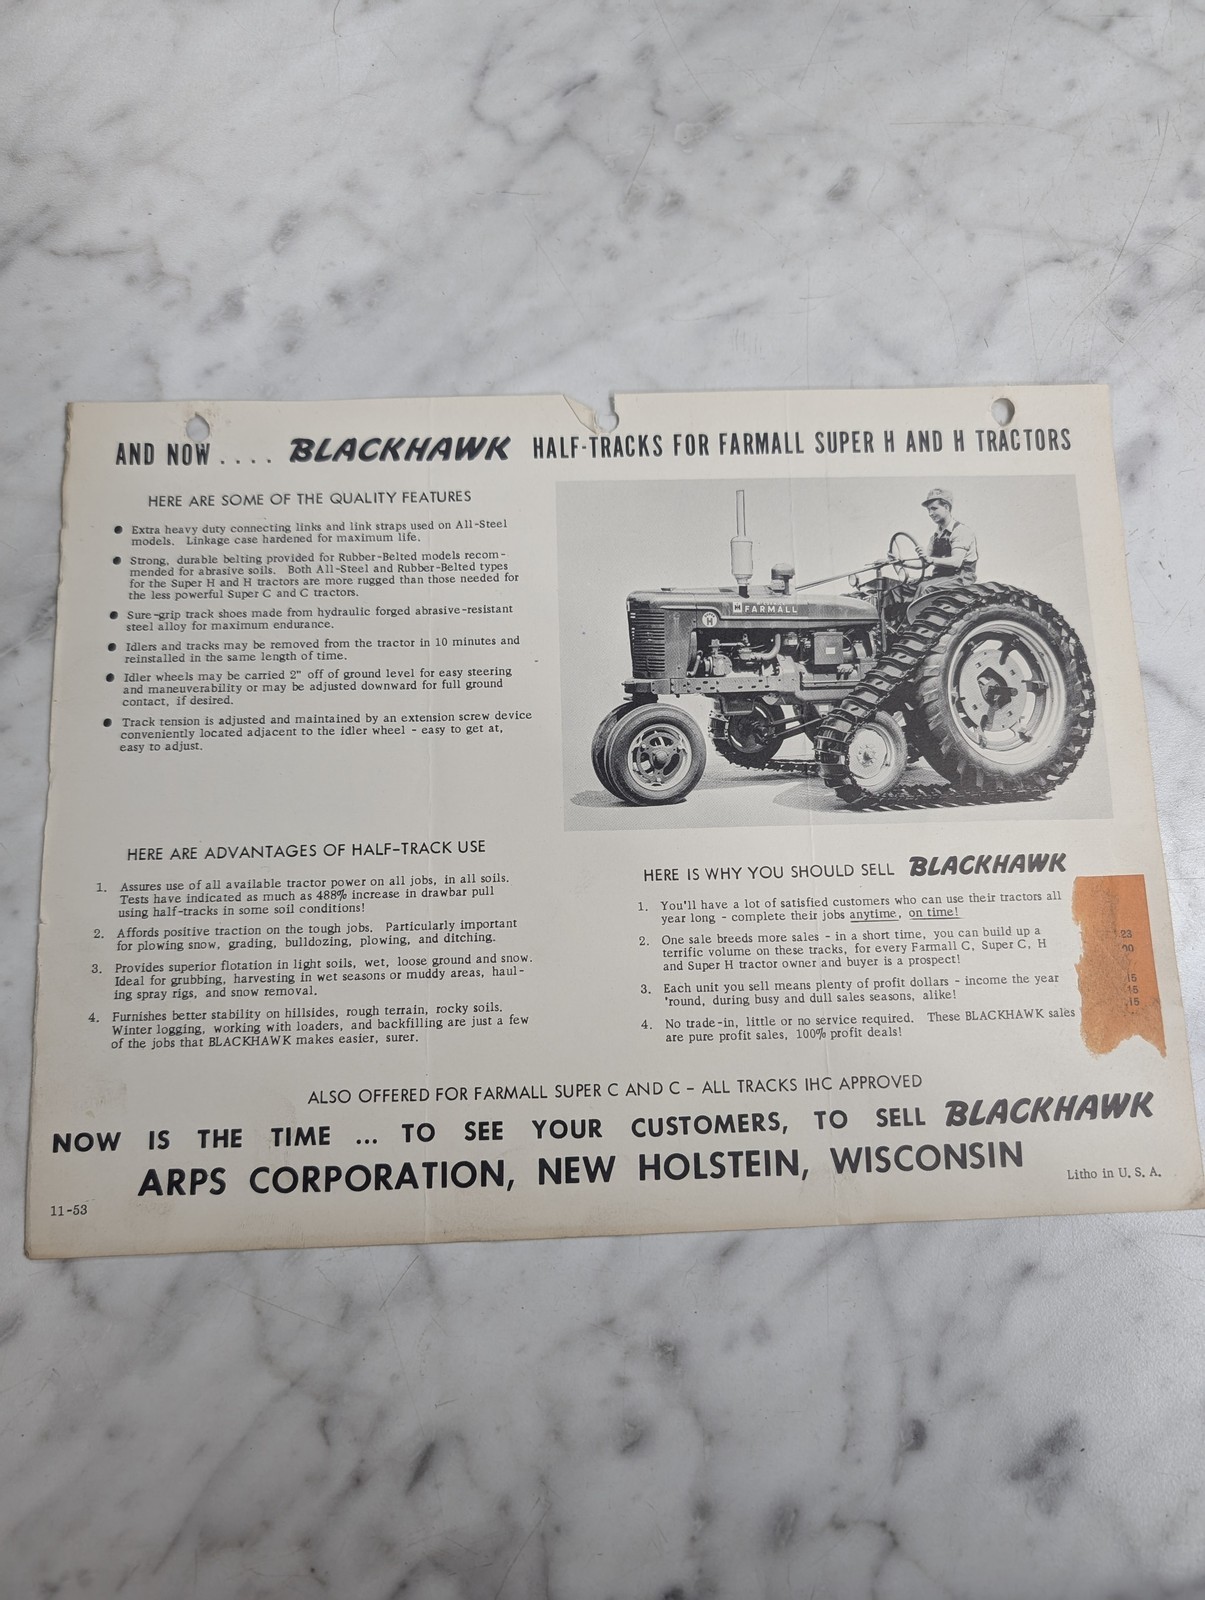 AND NOW . . . . BLACKHAWK HALF-TRACKS FOR FARMALL SUPER H AND H TRACTORS
HERE ARE SOME OF THE QUALITY FEATURES
● Extra heavy duty connecting links and link straps used on All-Steel
models. Linkage case hardened for maximum life.
● Strong, durable belting provided for Rubber-Belted models recom-
mended for abrasive soils. Both All-Steel and Rubber-Belted types
for the Super H and H tractors are more rugged than those needed for
the less powerful Super C and C tractors.
● Sure-grip track shoes made from hydraulic forged abrasive-resistant
steel alloy for maximum endurance.
● Idlers and tracks may be removed from the tractor in 10 minutes and
reinstalled in the same length of time.
● Idler wheels may be carried 2" off of ground level for easy steering
and maneuverability or may be adjusted downward for full ground
contact, if desired.
● Track tension is adjusted and maintained by an extension screw device
conveniently located adjacent to the idler wheel - easy to get at,
easy to adjust.
FARMALL
H
HERE ARE ADVANTAGES OF HALF-TRACK USE
1. Assures use of all available tractor power on all jobs, in all soils.
Tests have indicated as much as 488% increase in drawbar pull
using half-tracks in some soil conditions!
2. Affords positive traction on the tough jobs. Particularly important
for plowing snow, grading, bulldozing, plowing, and ditching.
3. Provides superior flotation in light soils, wet, loose ground and snow.
Ideal for grubbing, harvesting in wet seasons or muddy areas, haul-
ing spray rigs, and snow removal.
4. Furnishes better stability on hillsides, rough terrain, rocky soils.
Winter logging, working with loaders, and backfilling are just a few
of the jobs that BLACKHAWK makes easier, surer.
HERE IS WHY YOU SHOULD SELL BLACKHAWK
1. You'll have a lot of satisfied customers who can use their tractors all
year long - complete their jobs anytime, on time!
2. One sale breeds more sales - in a short time, you can build up a
terrific volume on these tracks, for every Farmall C, Super C, H
and Super H tractor owner and buyer is a prospect!
3. Each unit you sell means plenty of profit dollars - income the year
'round, during busy and dull sales seasons, alike!
4. No trade-in, little or no service required. These BLACKHAWK sales
are pure profit sales, 100% profit deals!
23
15
15
15
ALSO OFFERED FOR FARMALL SUPER C AND C - ALL TRACKS IHC APPROVED
NOW IS THE TIME ... TO SEE YOUR CUSTOMERS, TO SELL BLACKHAWK
ARPS CORPORATION, NEW HOLSTEIN, WISCONSIN
Litho in U. S. A.
11-53